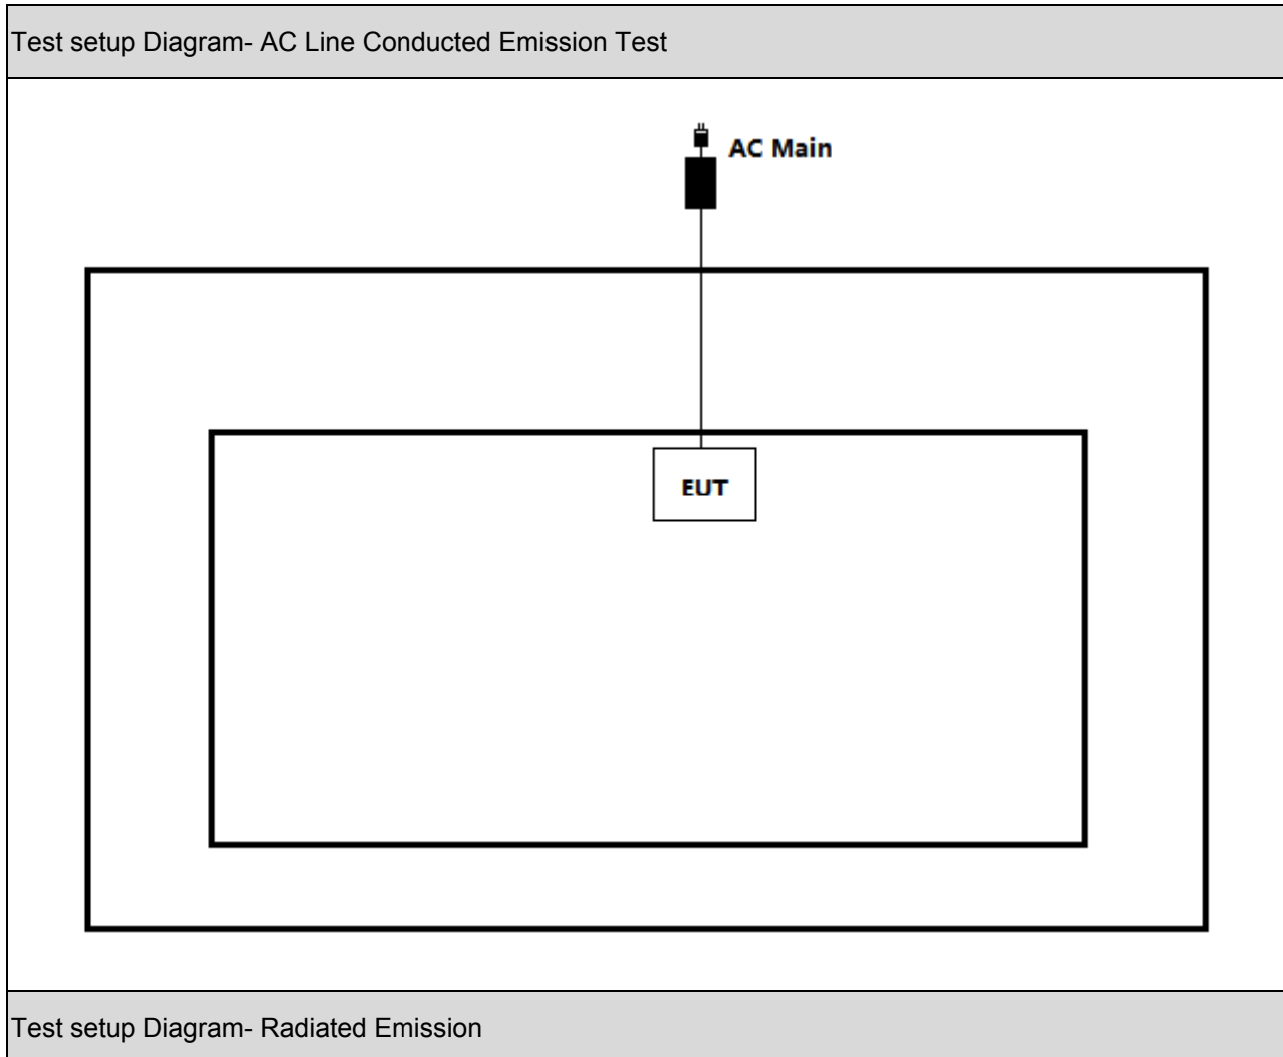 Test setup Diagram- AC Line Conducted Emission Test
AC Main
EUT
Test setup Diagram- Radiated Emission